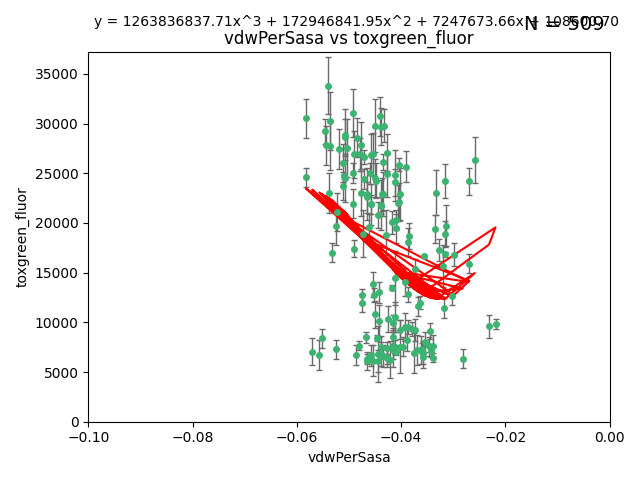 y = 1263836837.71x^3 + 172946841.95x^2 + 7247673.66x + 108600.70
N = 509
vdwPerSasa vs toxgreen_fluor
35000
30000
25000
20000
15000
10000
5000
0
toxgreen_fluor
−0.10 −0.08 −0.06 −0.04 −0.02 0.00
vdwPerSasa